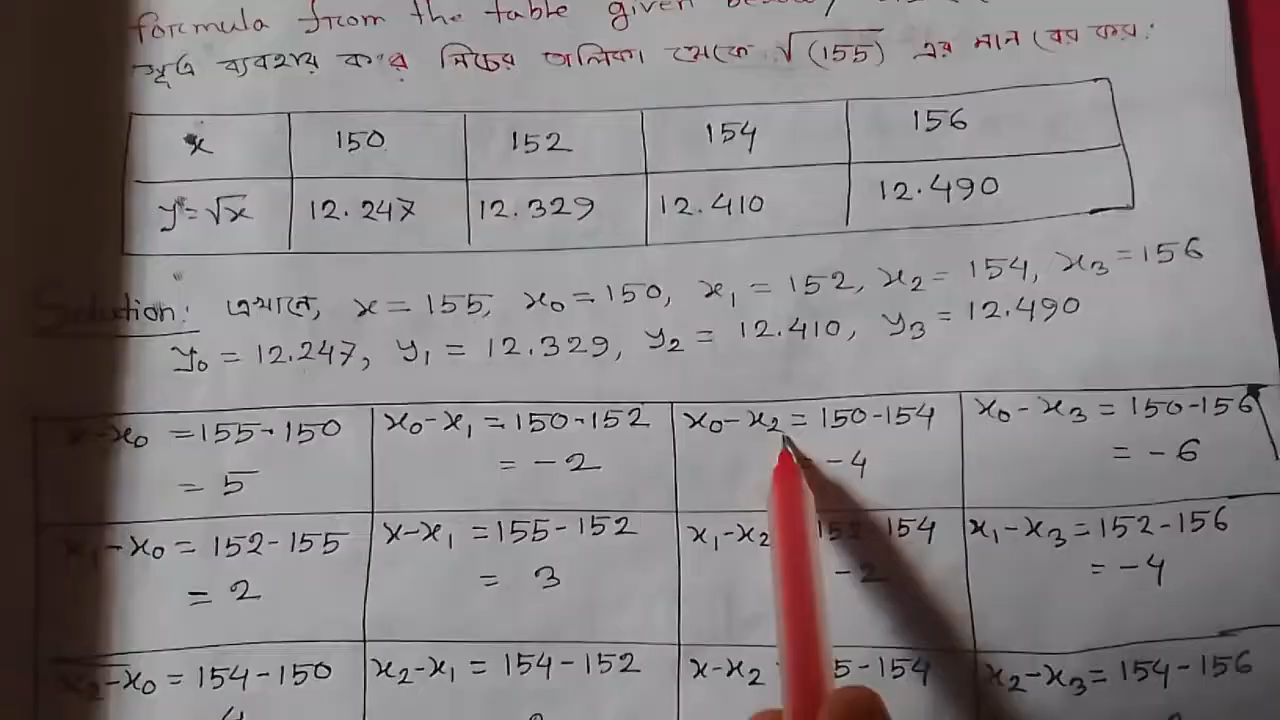 formula from the table given below
সূত্র ব্যবহার করে নিচের তালিকা থেকে √(155) এর মান বের কর:
x 150 152 154 156
y=√x 12.247 12.329 12.410 12.490
Solution: এখানে, x = 155, x0 = 150, x1 = 152, x2 = 154, x3 = 156
y0 = 12.247, y1 = 12.329, y2 = 12.410, y3 = 12.490
x-x0 = 155-150 x0-x1 = 150-152 x0-x2 = 150-154 x0-x3 = 150-156
= 5 = -2 = -4 = -6
x1-x0 = 152-155 x-x1 = 155-152 x1-x2 154 x1-x3 = 152-156
= 2 = 3 -2 = -4
x2-x0 = 154-150 x2-x1 = 154-152 x-x2 5-154 x2-x3 = 154-156